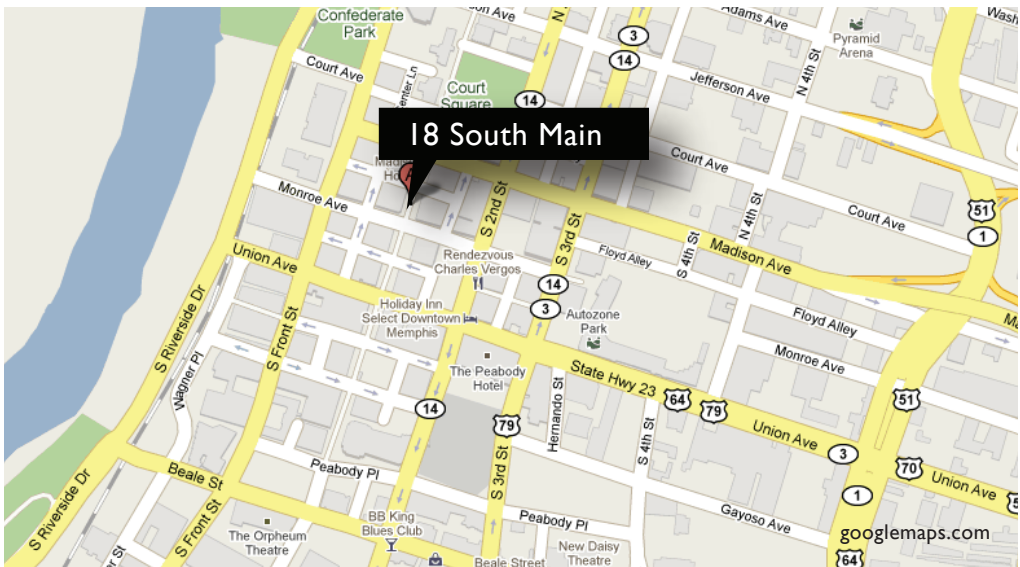 Confederate
Park
Adams Ave
Wash
Pyramid
Arena
Court Ave
Center Ln
3
14
Jefferson Ave
N 4th St
Court
Square
14
18 South Main
Court Ave
Monroe Ave
S 2nd St
N 4th St
Court Ave
51
1
Union Ave
S 3rd St
Floyd Alley
S 4th St
Madison Ave
Rendezvous
Charles Vergos
14
3
Holiday Inn
Select Downtown
Memphis
Autozone
Park
Floyd Alley
S Riverside Dr
S Front St
Wagner Pl
The Peabody
Hotel
State Hwy 23
Monroe Ave
64
79
51
14
79
Hernando St
S 4th St
Union Ave
3
70
Union Ave
S Riverside Dr
Beale St
Peabody Pl
S 3rd St
1
S Front St
The Orpheum
Theatre
BB King
Blues Club
Peabody Pl
Gayoso Ave
googlemaps.com
Beale Street
New Daisy
Theatre
64